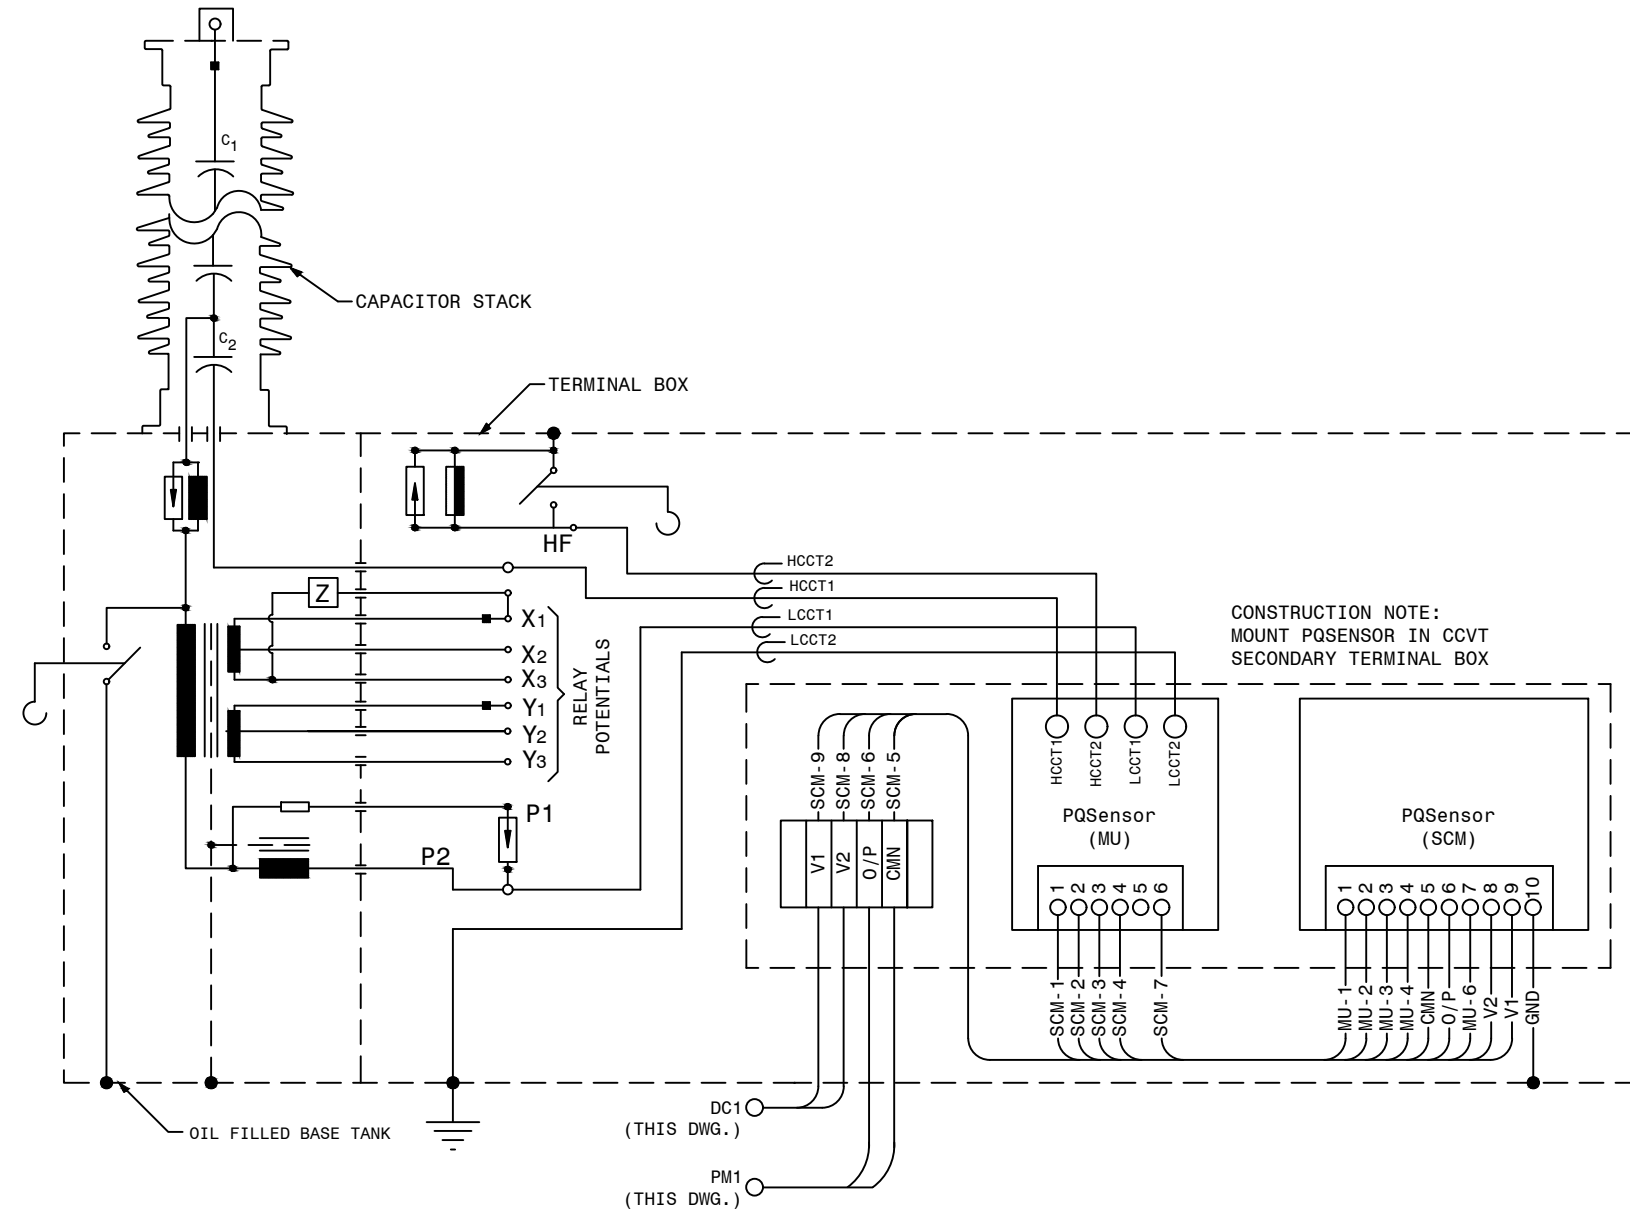 C1
CAPACITOR STACK
C2
TERMINAL BOX
HF
HCCT2
HCCT1
LCCT1
LCCT2
Z
X1
X2
X3
Y1
Y2
Y3
RELAY
POTENTIALS
P1
P2
CONSTRUCTION NOTE:
MOUNT PQSENSOR IN CCVT
SECONDARY TERMINAL BOX
SCM-9
SCM-8
SCM-6
SCM-5
V1
V2
O/P
CMN
HCCT1
HCCT2
LCCT1
LCCT2
PQSensor
(MU)
1
2
3
4
5
6
SCM-1
SCM-2
SCM-3
SCM-4
SCM-7
PQSensor
(SCM)
1
2
3
4
5
6
7
8
9
10
MU-1
MU-2
MU-3
MU-4
CMN
O/P
MU-6
V2
V1
GND
OIL FILLED BASE TANK
DC1
(THIS DWG.)
PM1
(THIS DWG.)